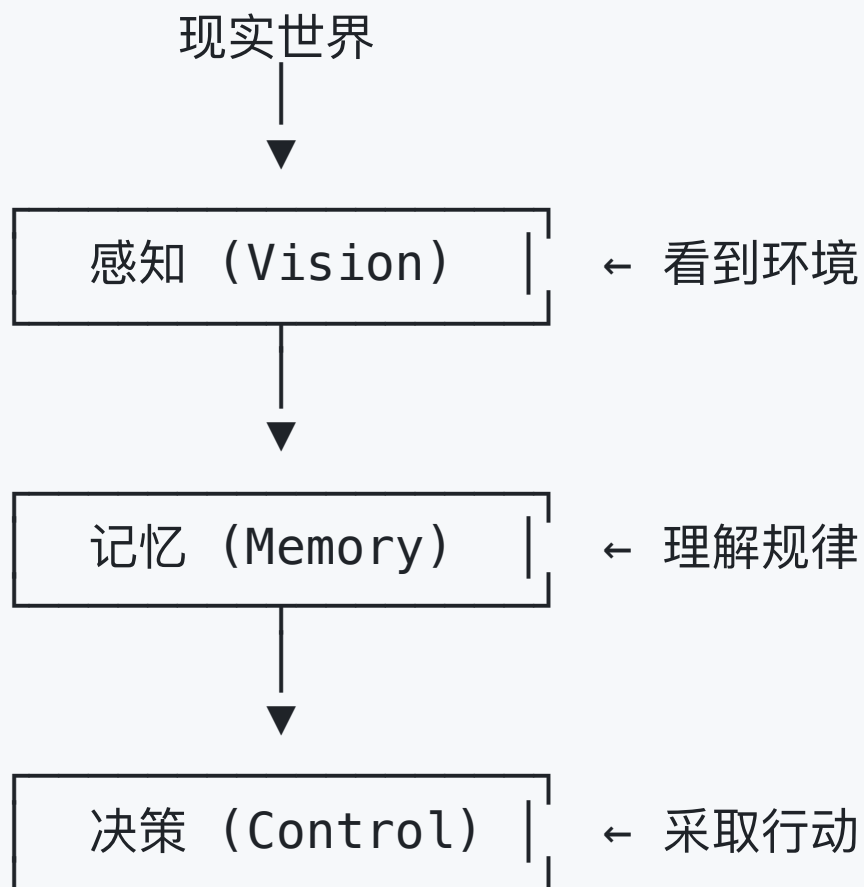 现实世界
感知 (Vision) ← 看到环境
记忆 (Memory) ← 理解规律
决策 (Control) ← 采取行动